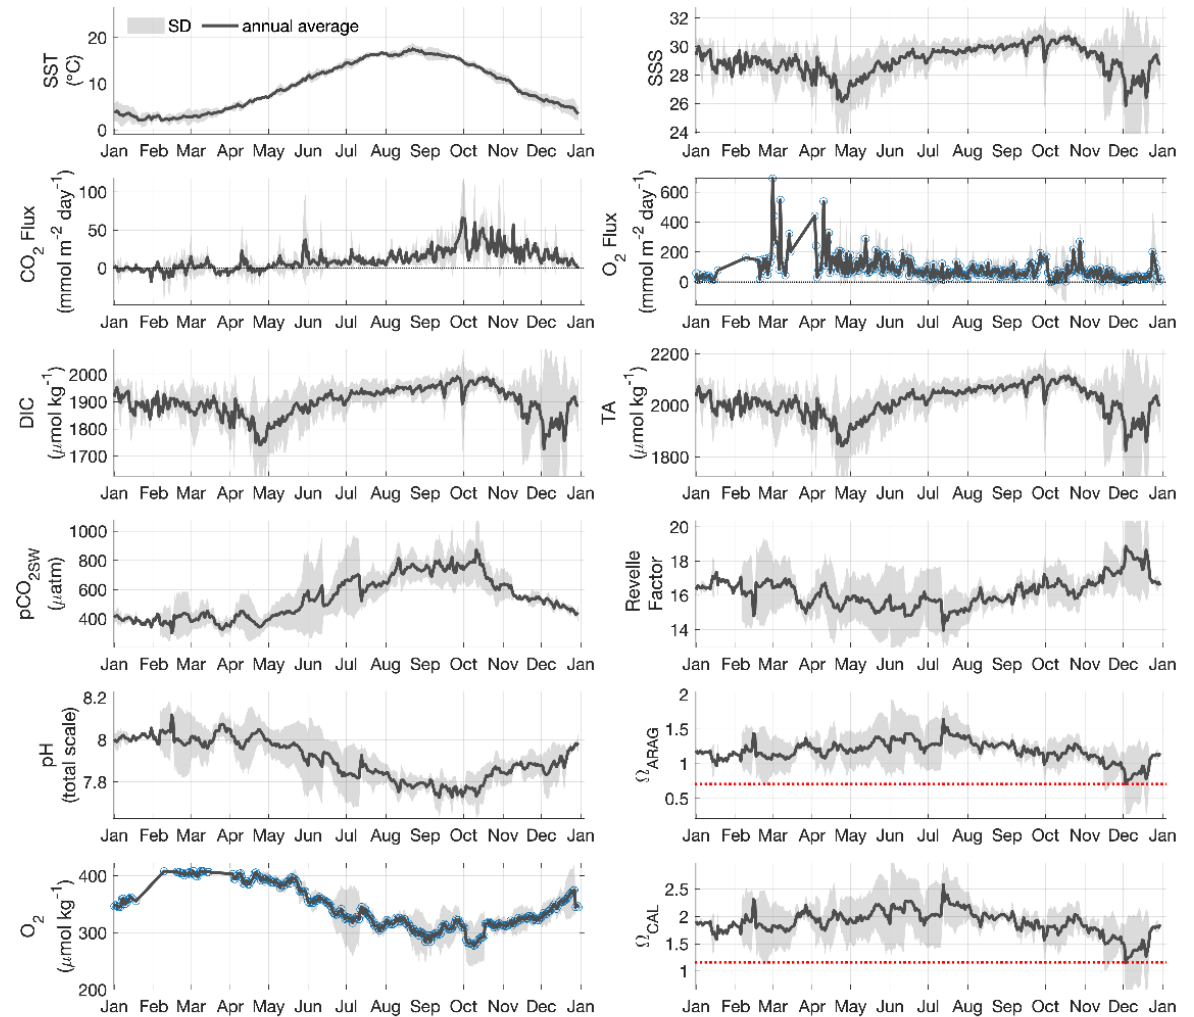 SD annual average
SST
(°C)
20
10
0
Jan Feb Mar Apr May Jun Jul Aug Sep Oct Nov Dec Jan
SSS
32
30
28
26
24
Jan Feb Mar Apr May Jun Jul Aug Sep Oct Nov Dec Jan
CO2 Flux
(mmol m−2 day−1)
100
50
0
Jan Feb Mar Apr May Jun Jul Aug Sep Oct Nov Dec Jan
O2 Flux
(mmol m−2 day−1)
600
400
200
0
Jan Feb Mar Apr May Jun Jul Aug Sep Oct Nov Dec Jan
DIC
(μmol kg−1)
2000
1900
1800
1700
Jan Feb Mar Apr May Jun Jul Aug Sep Oct Nov Dec Jan
TA
(μmol kg−1)
2200
2000
1800
Jan Feb Mar Apr May Jun Jul Aug Sep Oct Nov Dec Jan
pCO2SW
(μatm)
1000
800
600
400
Jan Feb Mar Apr May Jun Jul Aug Sep Oct Nov Dec Jan
Revelle
Factor
20
18
16
14
Jan Feb Mar Apr May Jun Jul Aug Sep Oct Nov Dec Jan
pH
(total scale)
8.2
8
7.8
Jan Feb Mar Apr May Jun Jul Aug Sep Oct Nov Dec Jan
ΩARAG
2
1.5
1
0.5
Jan Feb Mar Apr May Jun Jul Aug Sep Oct Nov Dec Jan
O2
(μmol kg−1)
400
300
200
Jan Feb Mar Apr May Jun Jul Aug Sep Oct Nov Dec Jan
ΩCAL
2.5
2
1.5
1
Jan Feb Mar Apr May Jun Jul Aug Sep Oct Nov Dec Jan